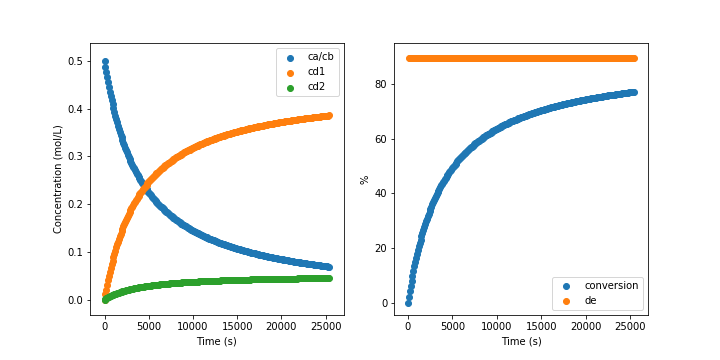 0.5
0.4
0.3
0.2
0.1
0.0
Concentration (mol/L)
0 5000 10000 15000 20000 25000
Time (s)
ca/cb
cd1
cd2
80
60
40
20
0
%
0 5000 10000 15000 20000 25000
Time (s)
conversion
de